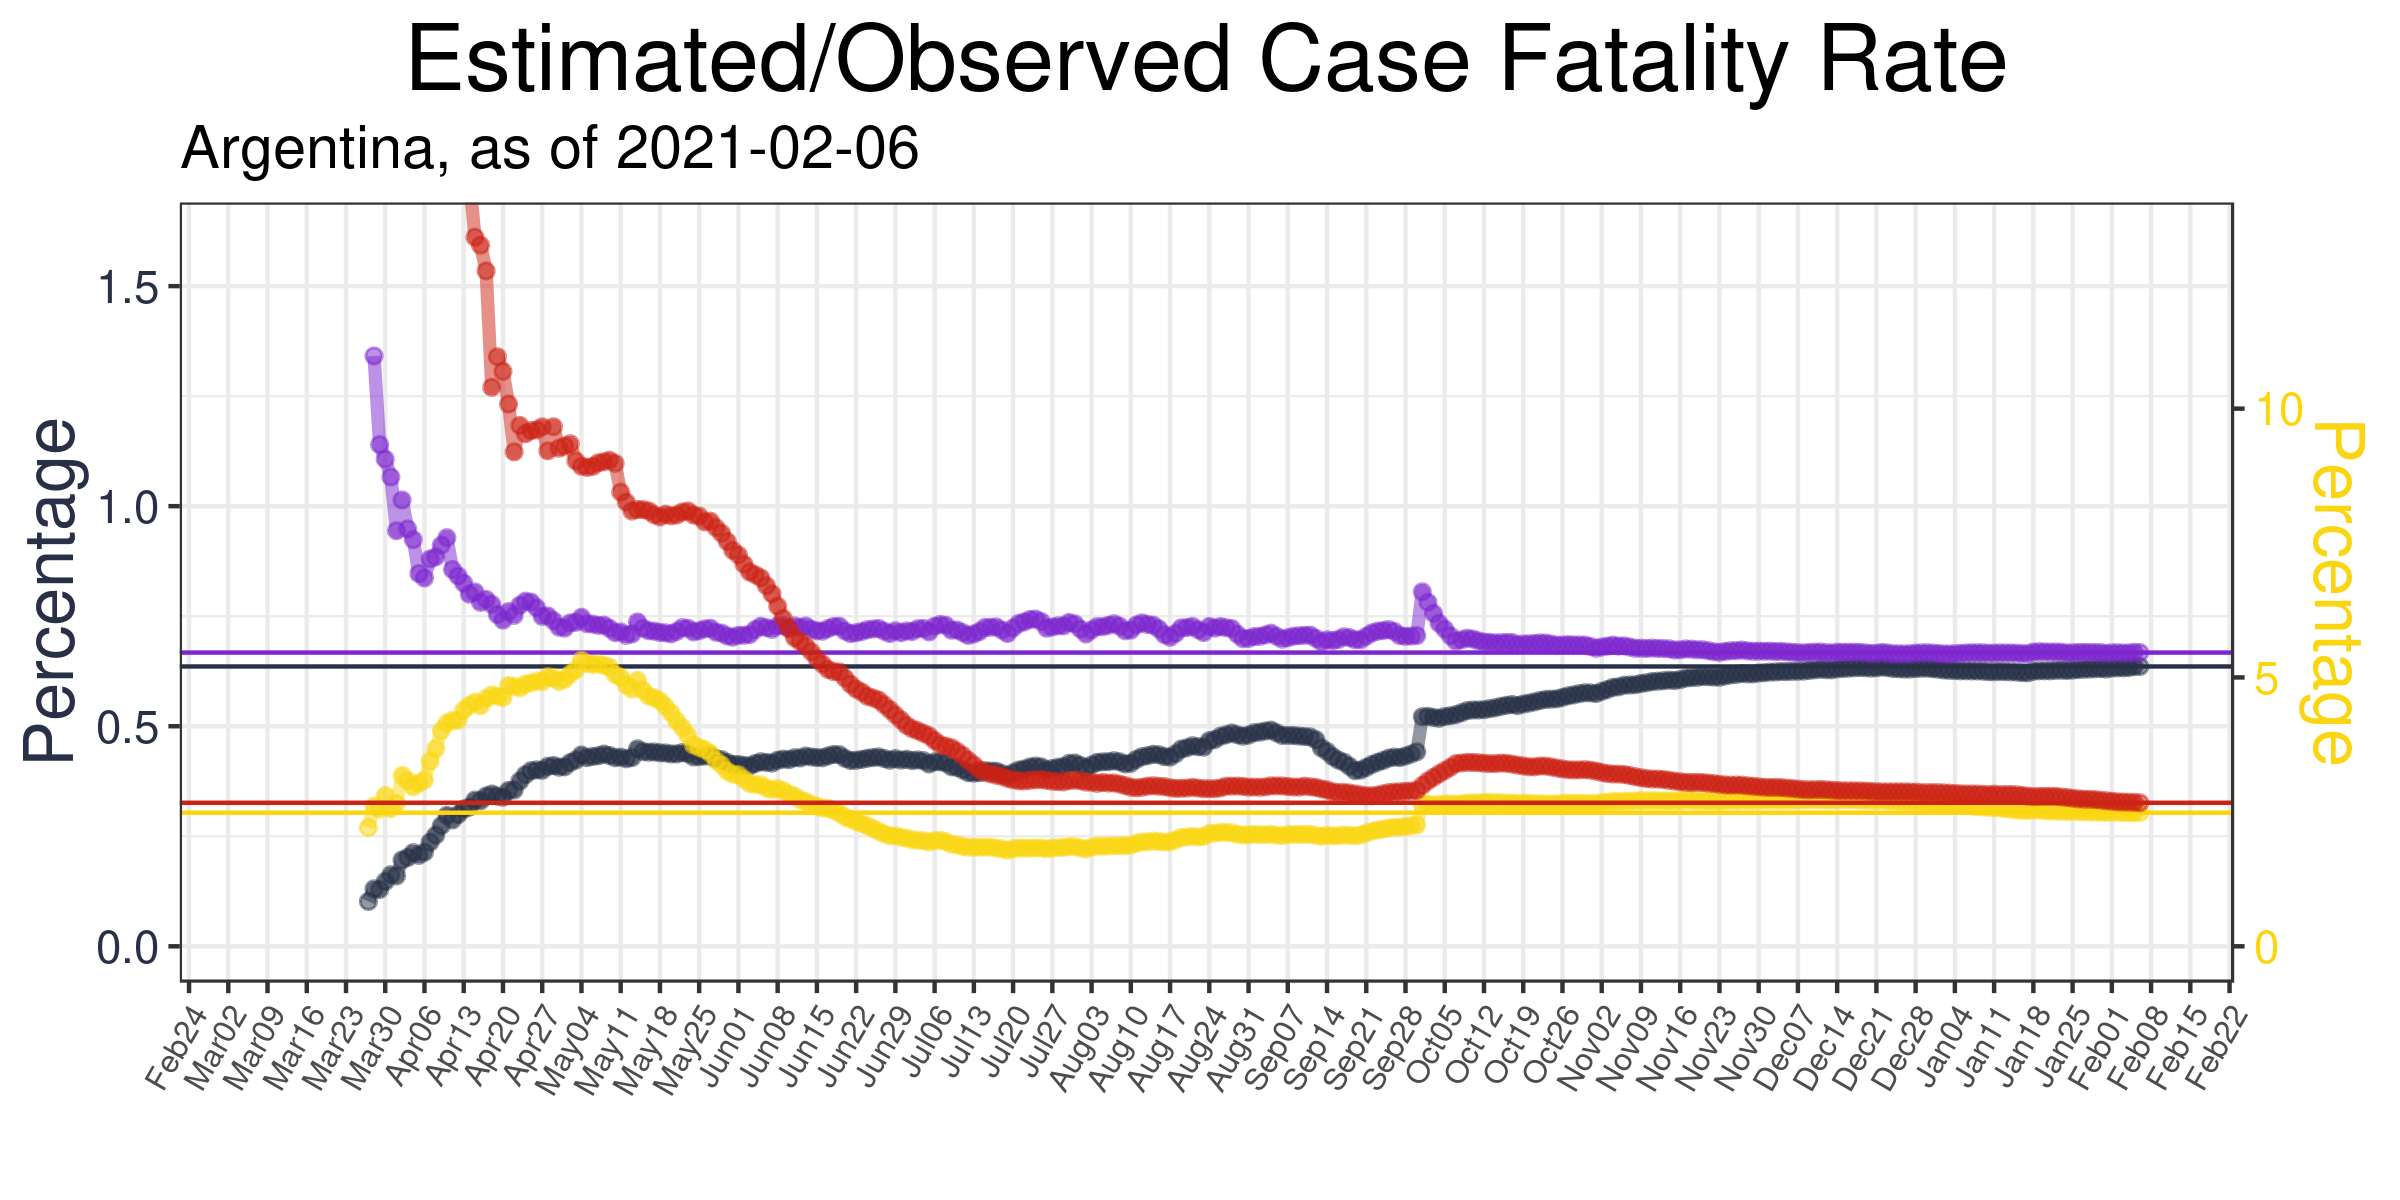 Estimated/Observed Case Fatality Rate
Argentina, as of 2021-02-06
Percentage
1.5
1.0
0.5
0.0
10
5
0
Percentage
Feb24 Mar02 Mar09 Mar16 Mar23 Mar30 Apr06 Apr13 Apr20 Apr27 May04 May11 May18 May25 Jun01 Jun08 Jun15 Jun22 Jun29 Jul06 Jul13 Jul20 Jul27 Aug03 Aug10 Aug17 Aug24 Aug31 Sep07 Sep14 Sep21 Sep28 Oct05 Oct12 Oct19 Oct26 Nov02 Nov09 Nov16 Nov23 Nov30 Dec07 Dec14 Dec21 Dec28 Jan04 Jan11 Jan18 Jan25 Feb01 Feb08 Feb15 Feb22